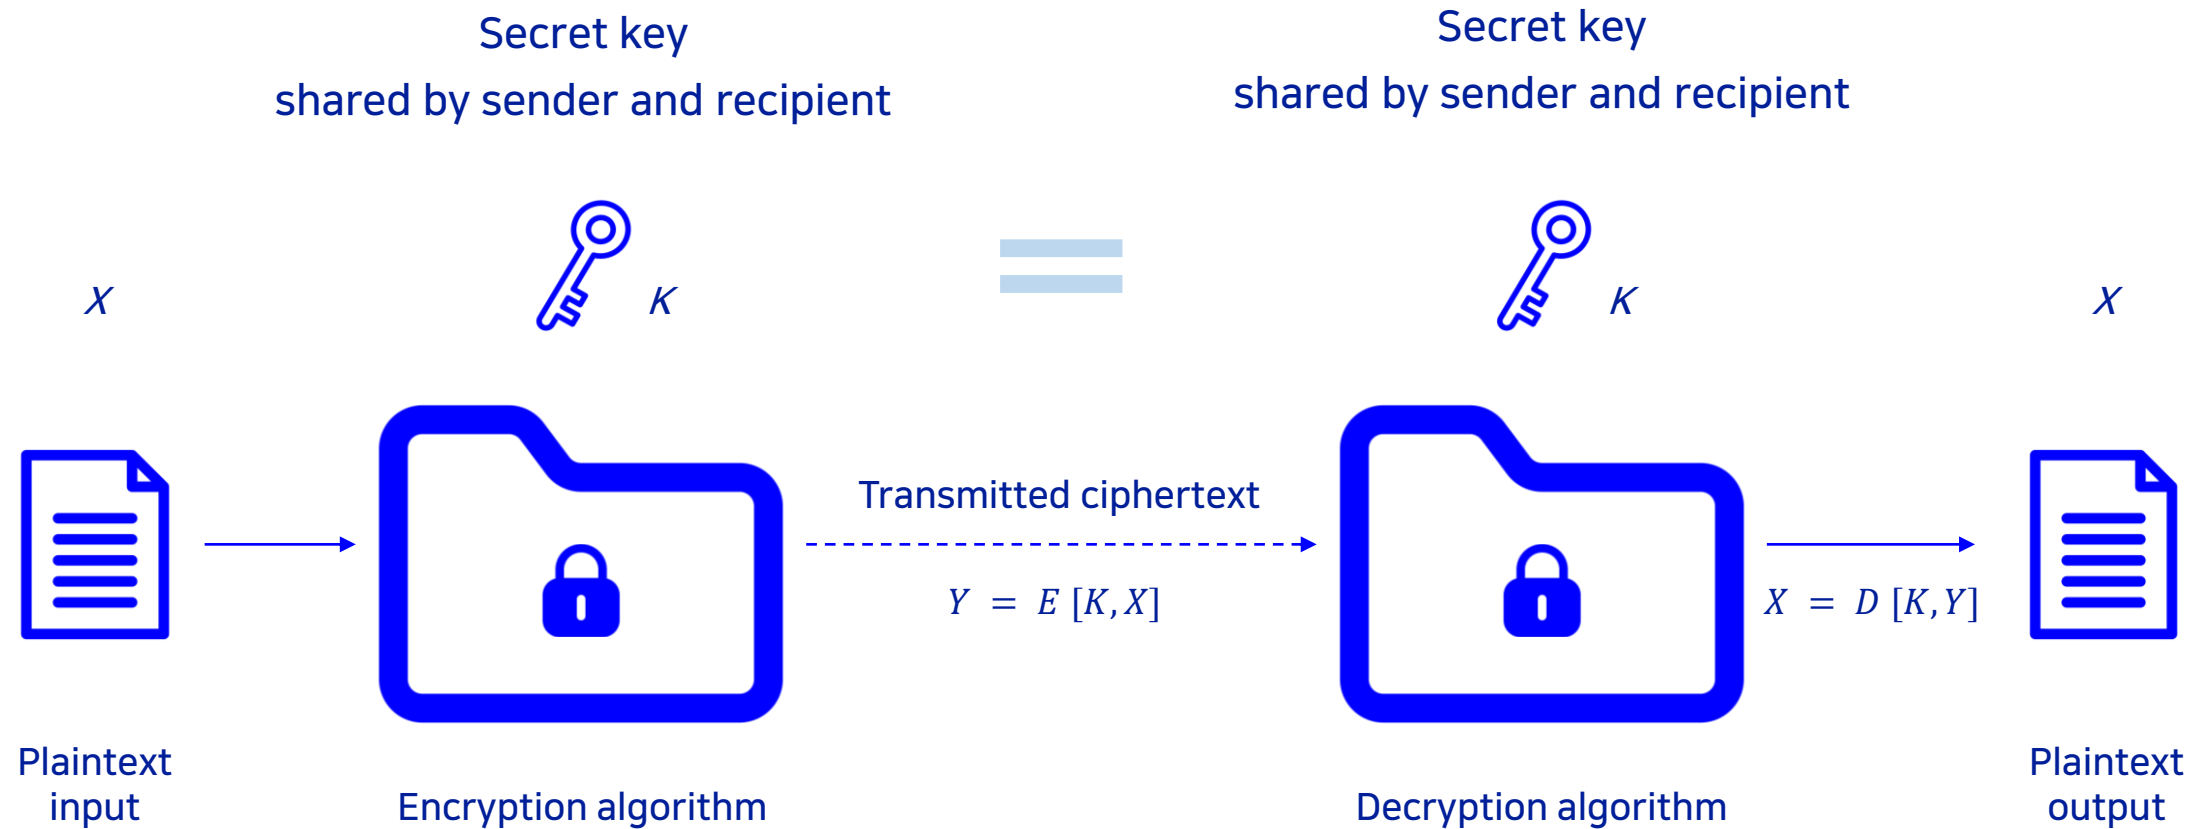 Secret key
shared by sender and recipient
Secret key
shared by sender and recipient
X
K
K
X
Transmitted ciphertext
Y = E [K, X]
X = D [K, Y]
Plaintext
input
Encryption algorithm
Decryption algorithm
Plaintext
output